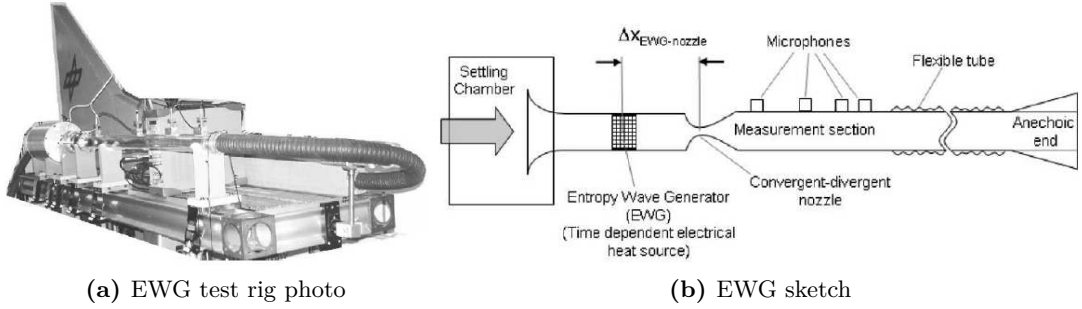 ΔxEWG-nozzle
Microphones
Settling
Chamber
Flexible tube
Measurement section
Anechoic
end
Entropy Wave Generator
(EWG)
(Time dependent electrical
heat source)
Convergent-divergent
nozzle
(a) EWG test rig photo
(b) EWG sketch